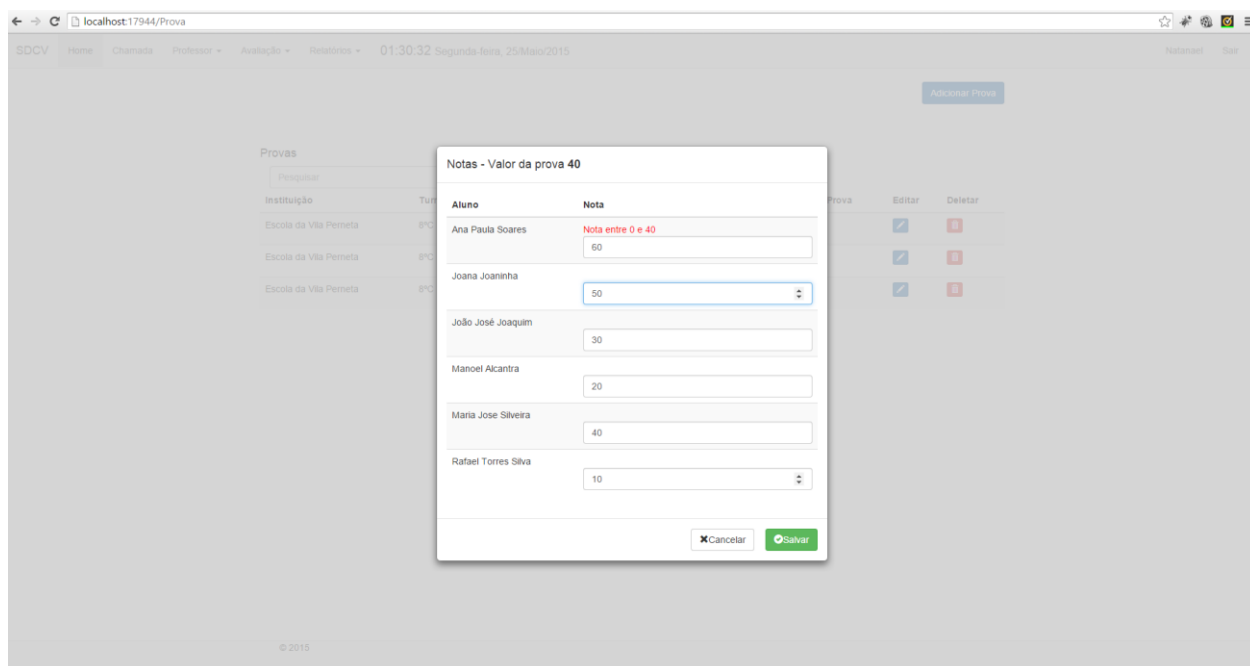 localhost:17944/Prova
SDCV Home Chamada Professor Avaliação Relatórios 01:30:32 Segunda-feira, 25/Maio/2015 Natanael Sair
Adicionar Prova
Provas
Pesquisar
Instituição Prova Editar Deletar
Escola da Vila Perneta 8ºC
Escola da Vila Perneta 8ºC
Escola da Vila Perneta 8ºC
Notas - Valor da prova 40
Aluno Nota
Ana Paula Soares Nota entre 0 e 40
60
Joana Joaninha
50
João José Joaquim
30
Manoel Alcantra
20
Maria Jose Silveira
40
Rafael Torres Silva
10
Cancelar Salvar
© 2015